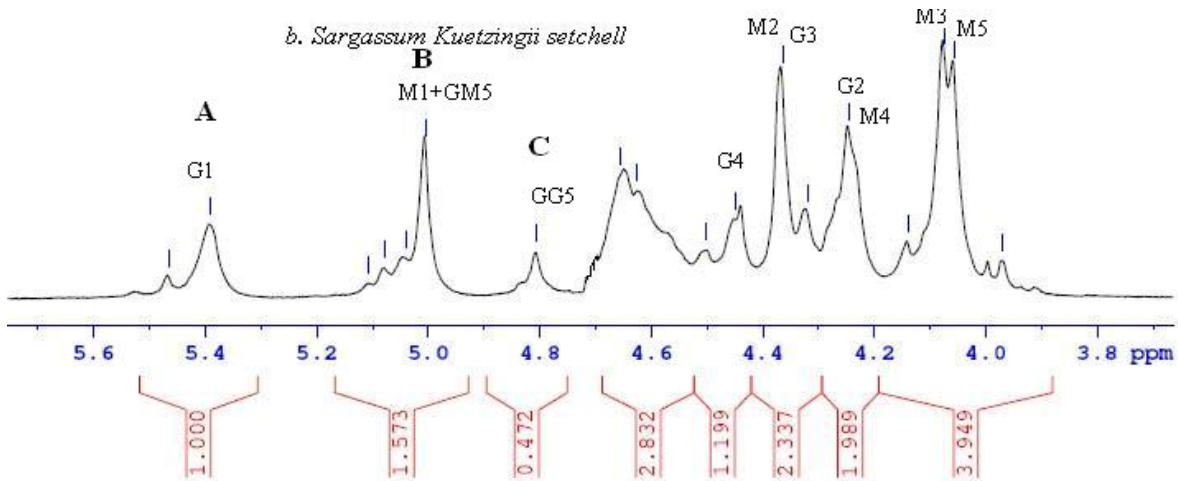 b. Sargassum Kuetzingii setchell
M3
M5
M2
G3
B
M1+GM5
A
G2
M4
C
G4
G1
GG5
5.6 5.4 5.2 5.0 4.8 4.6 4.4 4.2 4.0 3.8 ppm
1.000
1.573
0.472
2.832
1.199
2.337
1.989
3.949